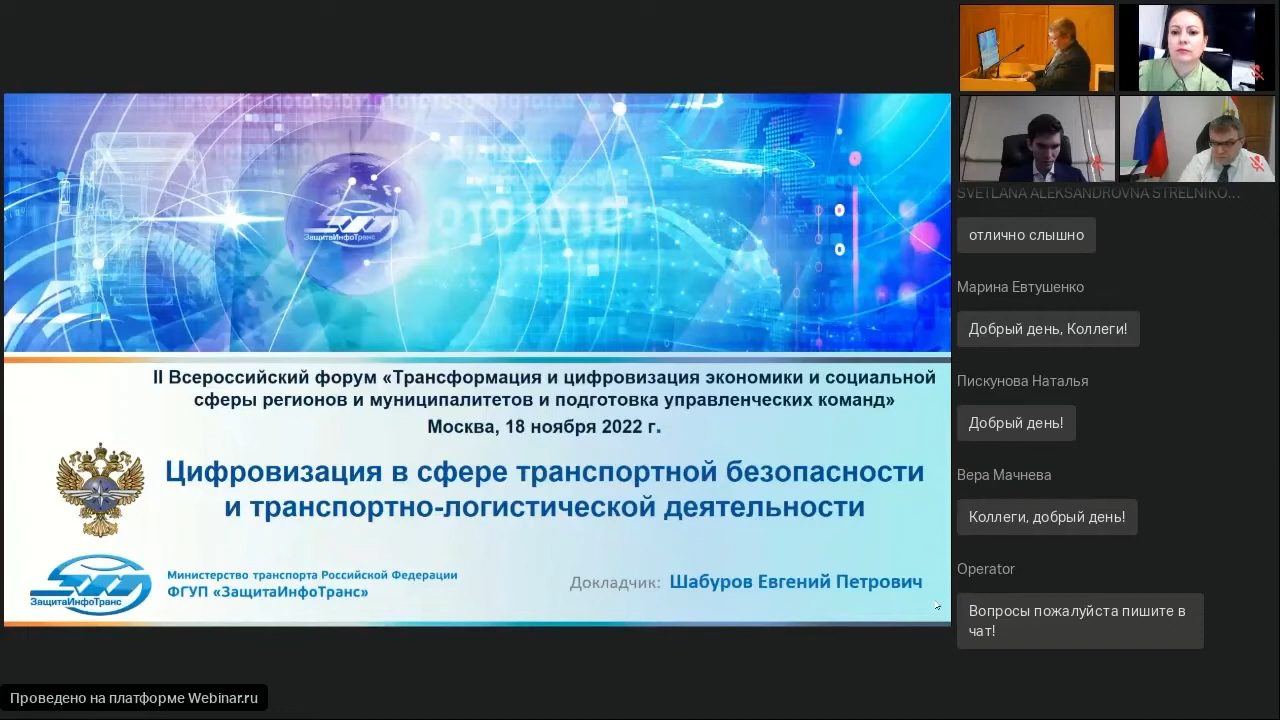 ЗащитаИнфоТранс
II Всероссийский форум «Трансформация и цифровизация экономики и социальной
сферы регионов и муниципалитетов и подготовка управленческих команд»
Москва, 18 ноября 2022 г.
Цифровизация в сфере транспортной безопасности
и транспортно-логистической деятельности
ЗащитаИнфоТранс
Министерство транспорта Российской Федерации
ФГУП «ЗащитаИнфоТранс»
Докладчик: Шабуров Евгений Петрович
SVETLANA ALEKSANDROVNA STRELNIKO...
отлично слышно
Марина Евтушенко
Добрый день, Коллеги!
Пискунова Наталья
Добрый день!
Вера Мачнева
Коллеги, добрый день!
Operator
Вопросы пожалуйста пишите в
чат!
Проведено на платформе Webinar.ru